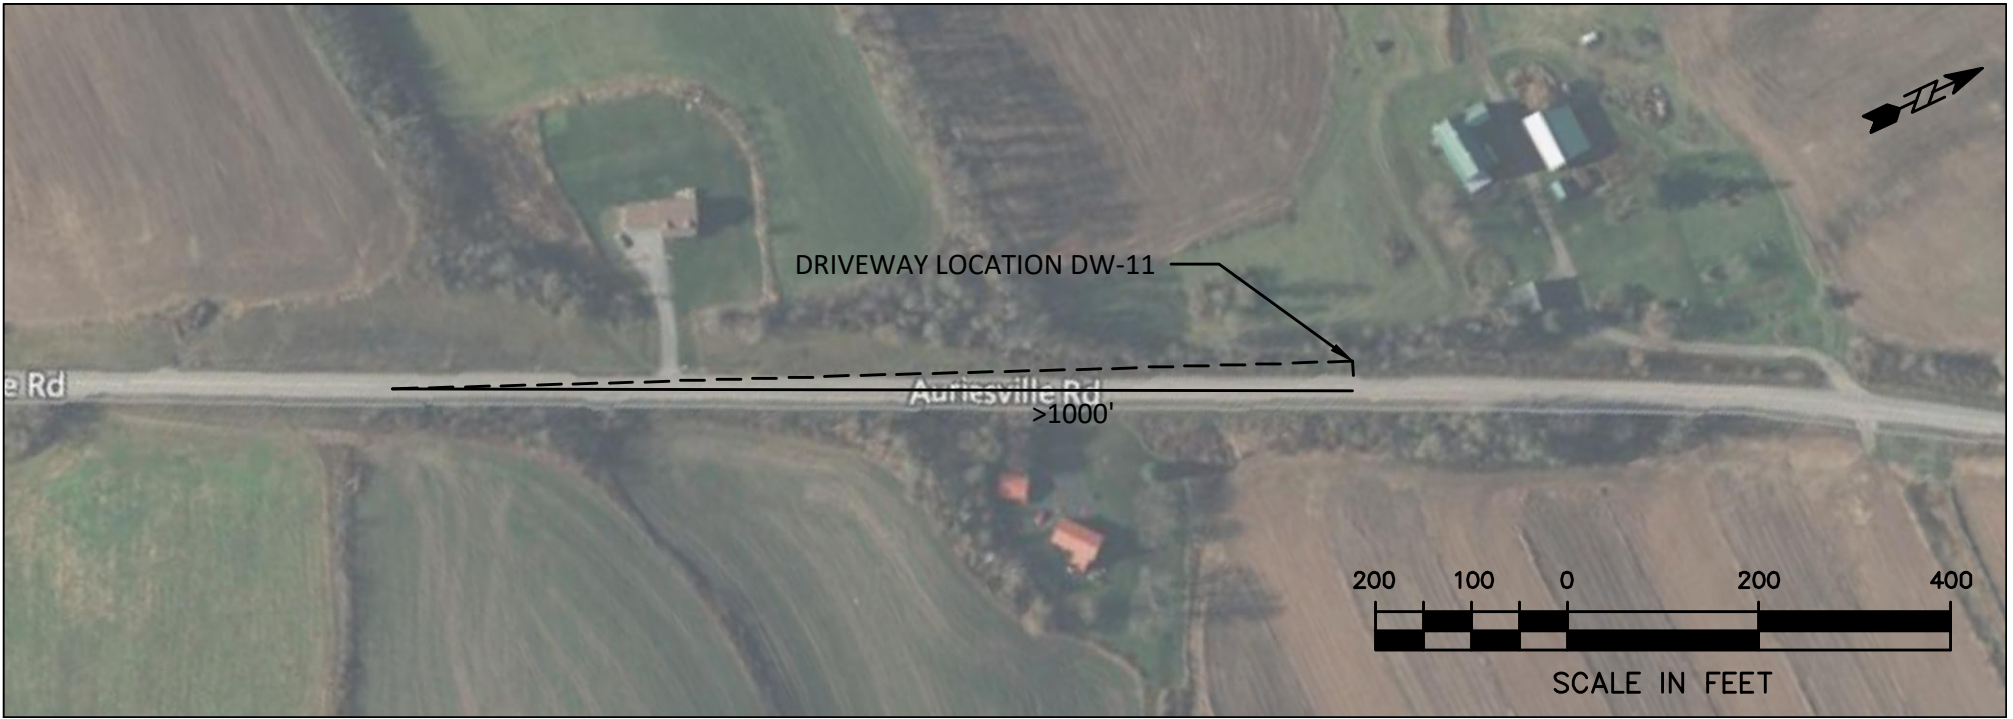 DRIVEWAY LOCATION DW-11
e Rd
Auriesville Rd
>1000'
200 100 0 200 400
SCALE IN FEET